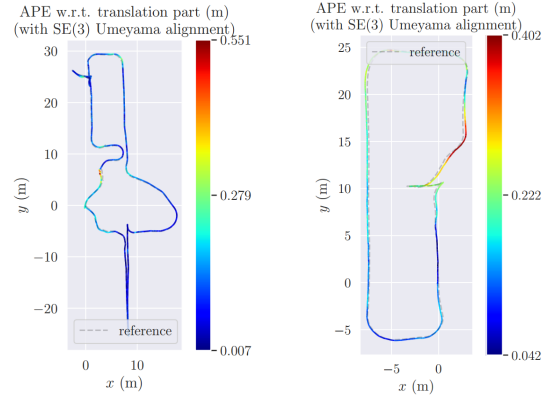 APE w.r.t. translation part (m)
(with SE(3) Umeyama alignment)
0.551
0.279
0.007
30
20
10
0
−10
−20
y (m)
0
10
x (m)
reference
APE w.r.t. translation part (m)
(with SE(3) Umeyama alignment)
0.402
0.222
0.042
25
20
15
10
5
0
−5
y (m)
−5
0
x (m)
reference